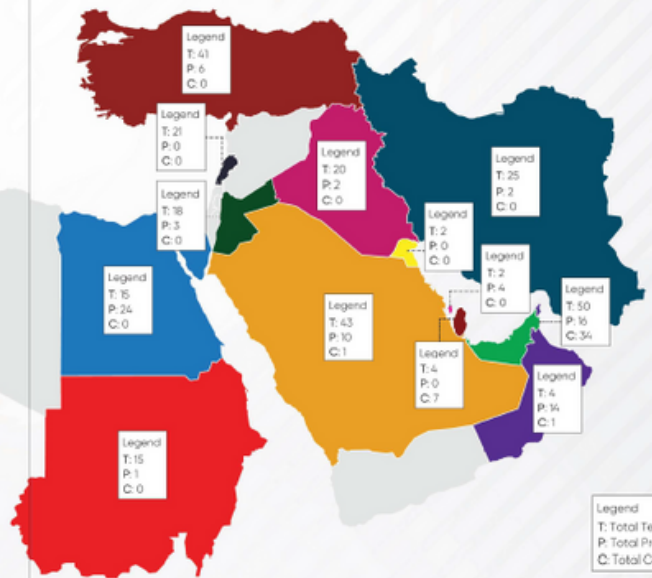 Legend
T: 41
P: 6
C: 0
Legend
T: 21
P: 0
C: 0
Legend
T: 20
P: 2
C: 0
Legend
T: 25
P: 2
C: 0
Legend
T: 18
P: 3
C: 0
Legend
T: 2
P: 0
C: 0
Legend
T: 2
P: 4
C: 0
Legend
T: 15
P: 24
C: 0
Legend
T: 43
P: 10
C: 1
Legend
T: 50
P: 16
C: 34
Legend
T: 4
P: 0
C: 7
Legend
T: 4
P: 14
C: 1
Legend
T: 15
P: 1
C: 0
Legend
T: Total
P: Total
C: Total